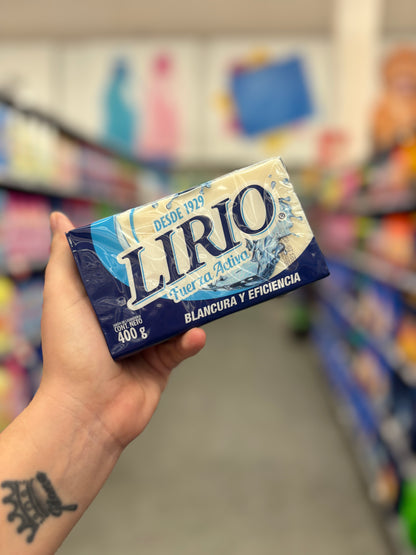 DESDE 1929
LIRIO
Fuerza Activa
BLANCURA Y EFICIENCIA
CONT. NETO
400 g